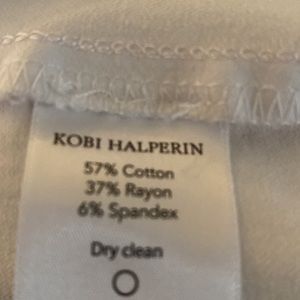 KOBI HALPERIN
57% Cotton
37% Rayon
6% Spandex
Dry clean